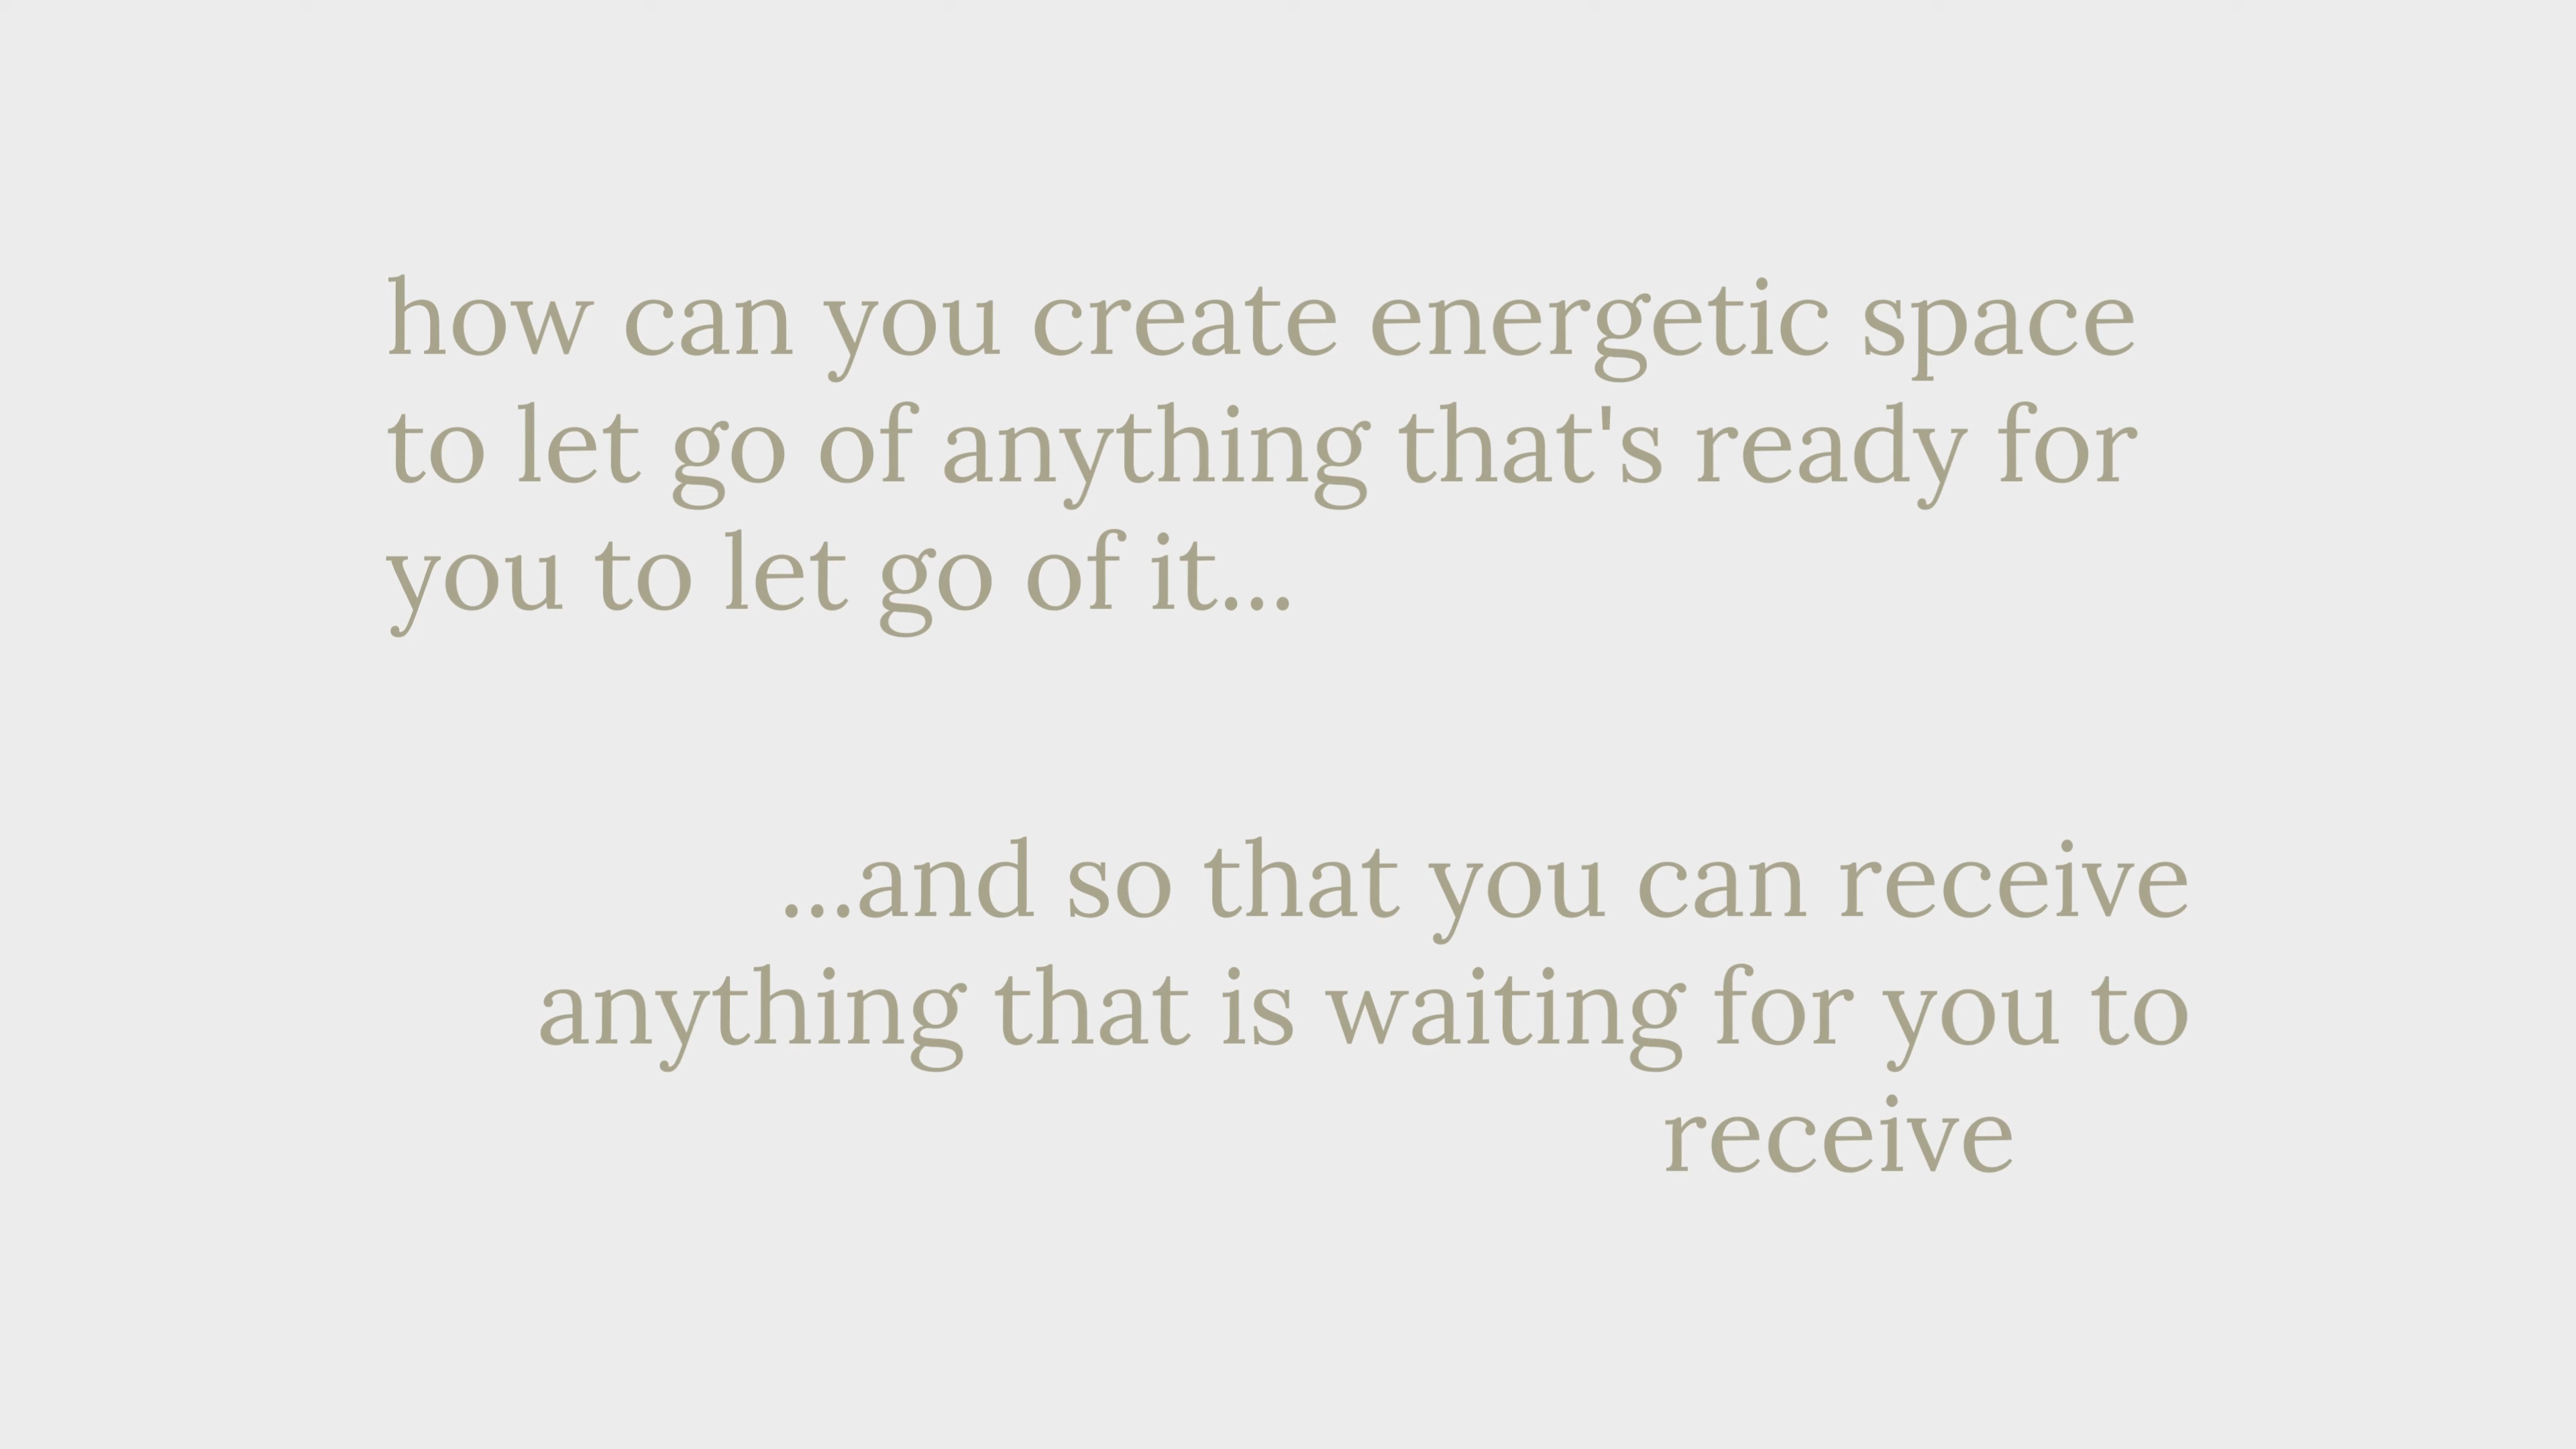 how can you create energetic space
to let go of anything that's ready for
you to let go of it...
...and so that you can receive
anything that is waiting for you to
receive